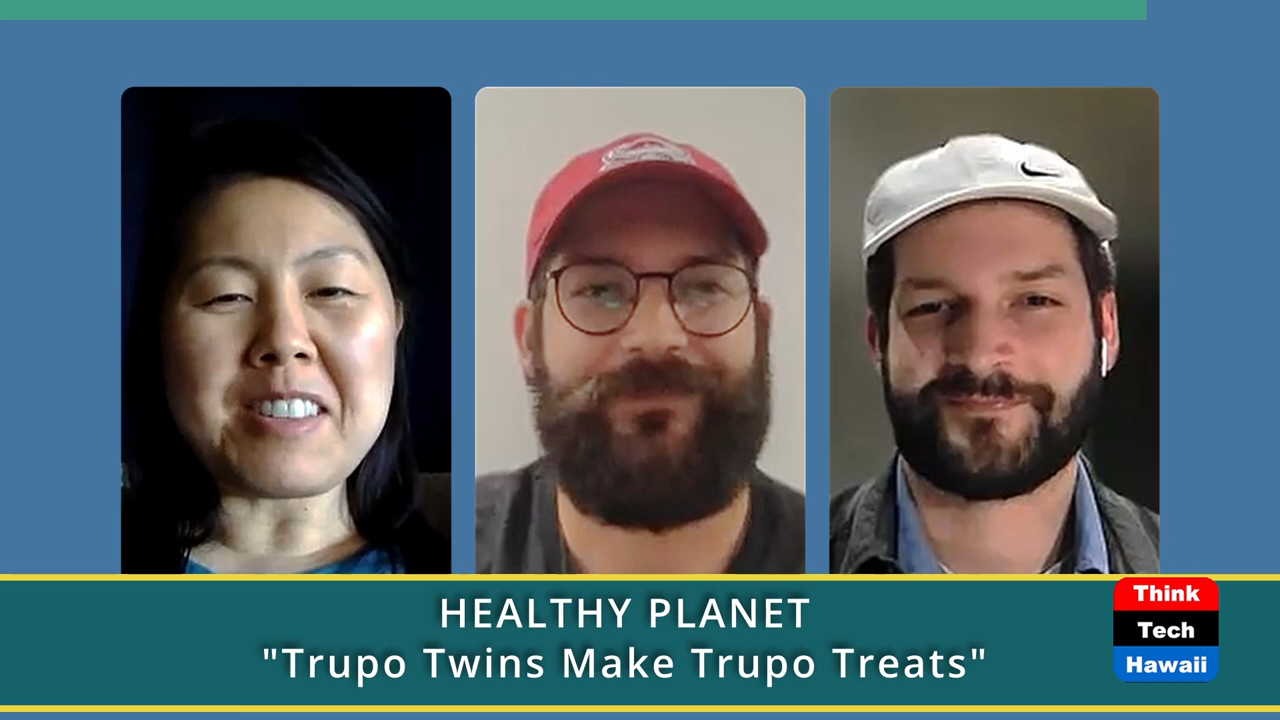 HEALTHY PLANET
"Trupo Twins Make Trupo Treats"
Think
Tech
Hawaii